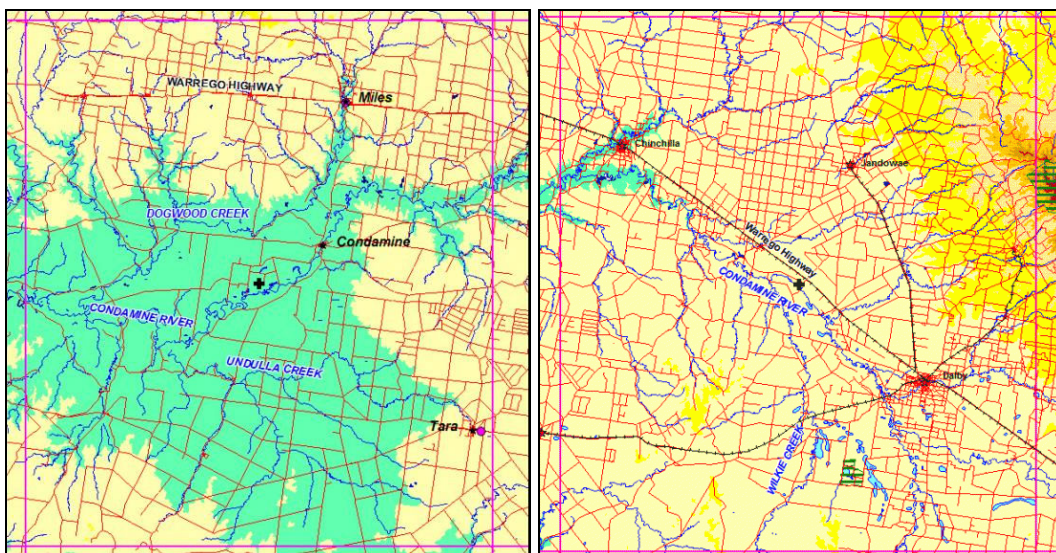 WARREGO HIGHWAY
Miles
DOGWOOD CREEK
Condamine
CONDAMINE RIVER
UNDULLA CREEK
Tara
Chinchilla
Jandowae
Warrego Highway
CONDAMINE RIVER
Dalby
WILKIE CREEK